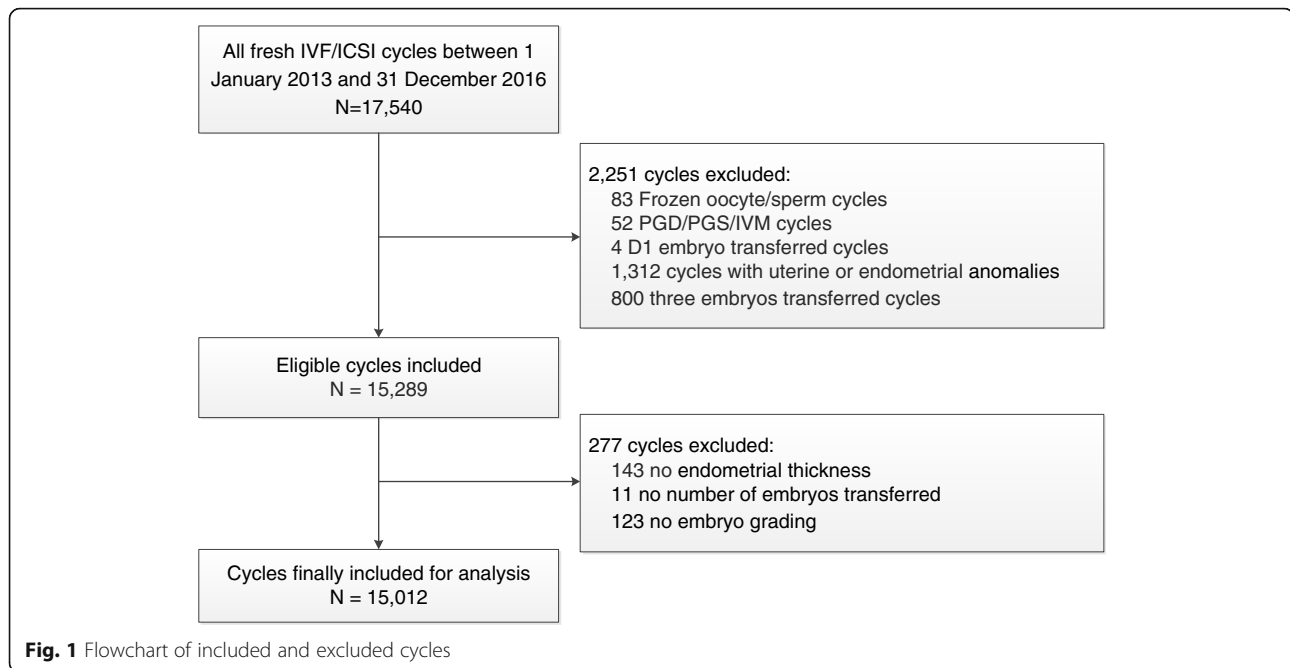 All fresh IVF/ICSI cycles between 1
January 2013 and 31 December 2016
N=17,540
2,251 cycles excluded:
83 Frozen oocyte/sperm cycles
52 PGD/PGS/IVM cycles
4 D1 embryo transferred cycles
1,312 cycles with uterine or endometrial anomalies
800 three embryos transferred cycles
Eligible cycles included
N = 15,289
277 cycles excluded:
143 no endometrial thickness
11 no number of embryos transferred
123 no embryo grading
Cycles finally included for analysis
N = 15,012
Fig. 1 Flowchart of included and excluded cycles